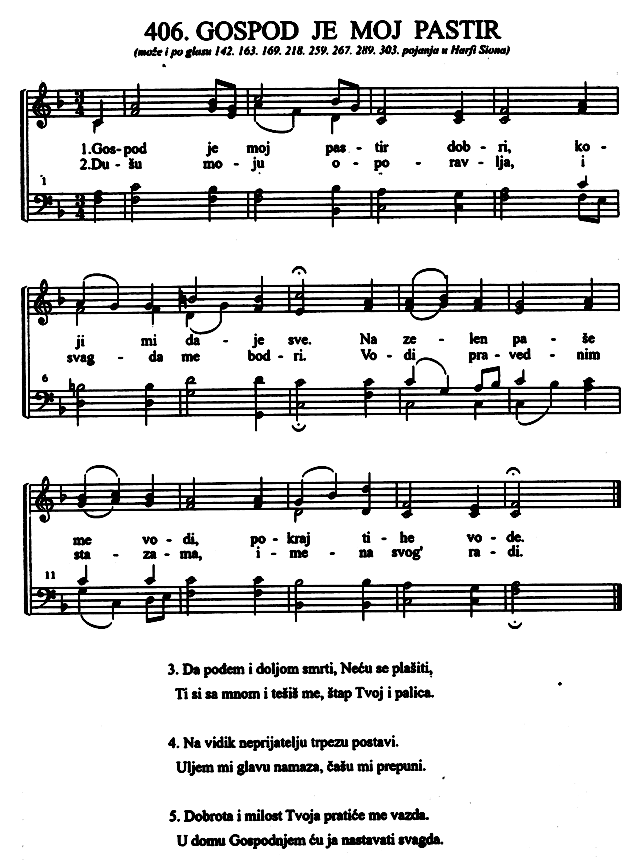 406. GOSPOD JE MOJ PASTIR
(može i po glasu 142. 163. 169. 218. 259. 267. 289. 303. pojanja u Harfi Siona)
1.Gos-pod je moj pas - tir dob - ri, ko -
2.Du - šu mo - ju o - po - rav - lja, i
1
ji mi da - je sve. Na ze - len pa - še
svag - da me bod - ri. Vo - di pra - ved - nim
6
me vo - di, po - kraj ti - he vo - de.
sta - za - ma, i - me - na svog' ra - di.
11
3. Da pođem i doljom smrti, Neću se plašiti,
Ti si sa mnom i tešiš me, štap Tvoj i palica.
4. Na vidik neprijatelju trpezu postavi.
Uljem mi glavu namaza, čašu mi prepuni.
5. Dobrota i milost Tvoja pratiće me vazda.
U domu Gospodnjem ću ja nastavati svagda.